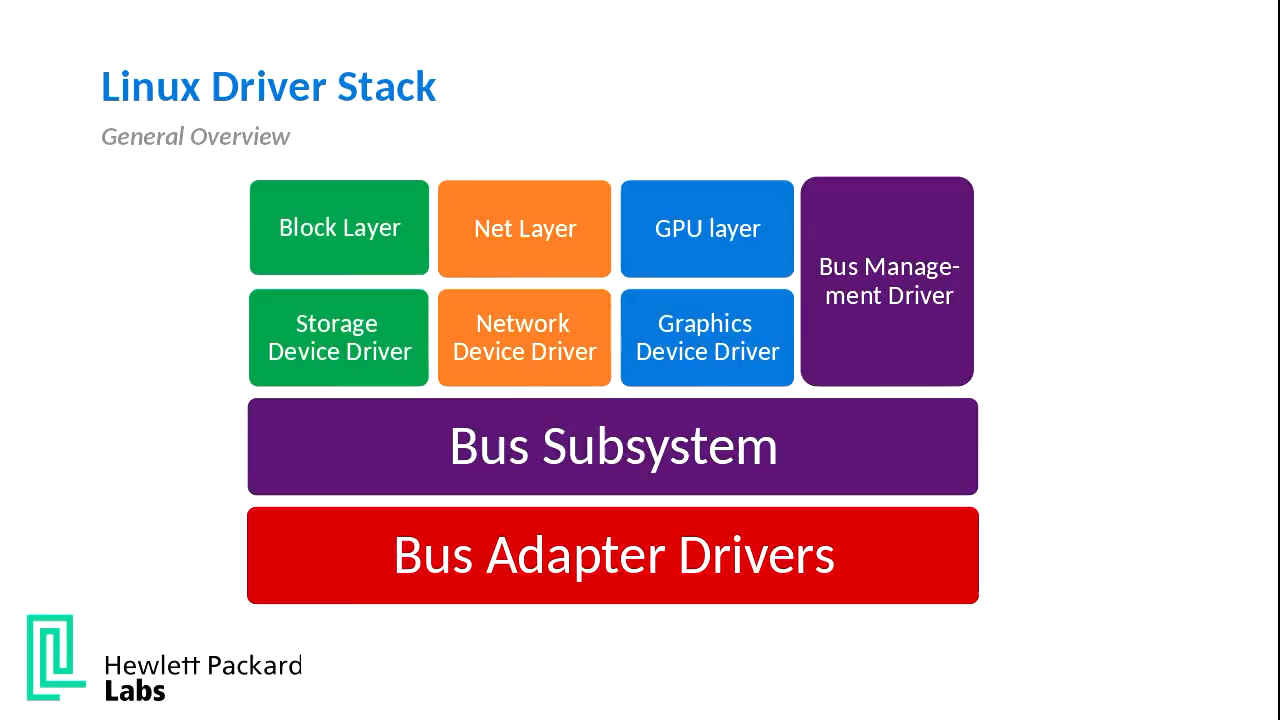 Linux Driver Stack
General Overview
Block Layer
Net Layer
GPU layer
Bus Manage-
ment Driver
Storage
Device Driver
Network
Device Driver
Graphics
Device Driver
Bus Subsystem
Bus Adapter Drivers
Hewlett Packard
Labs